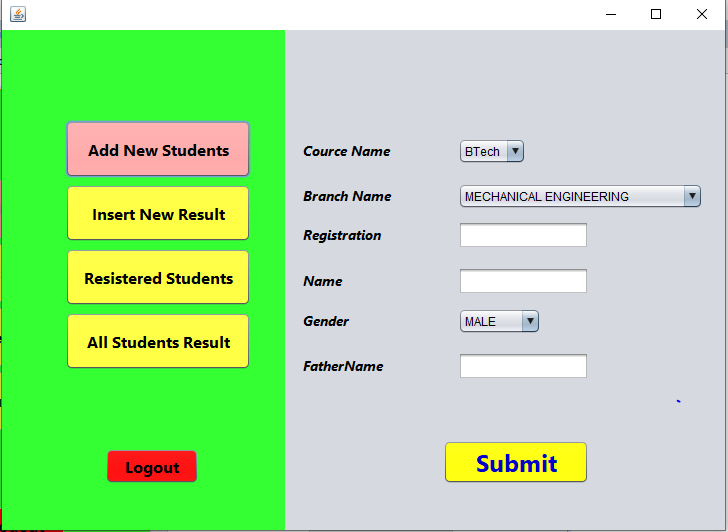 Add New Students
Insert New Result
Resistered Students
All Students Result
Logout
Cource Name
BTech
Branch Name
MECHANICAL ENGINEERING
Registration
Name
Gender
MALE
FatherName
Submit